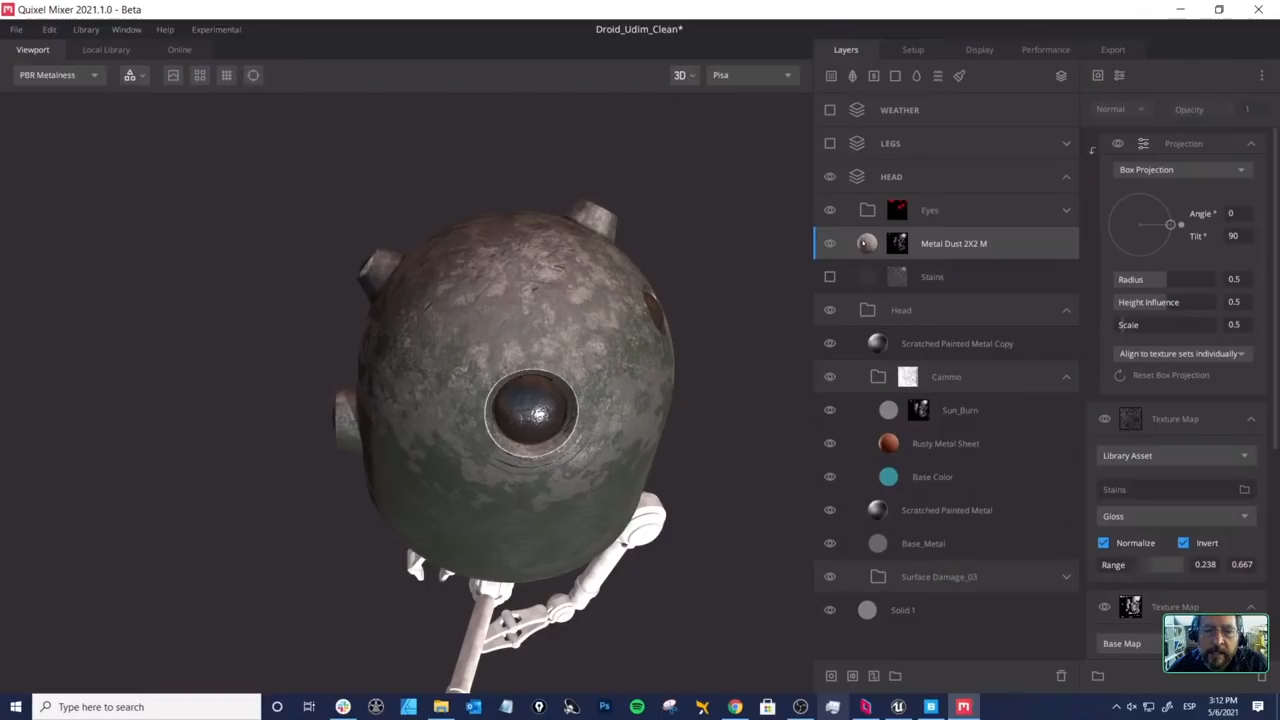 Quixel Mixer 2021.1.0 - Beta
File Edit Library Window Help Experimental
Droid_Udim_Clean*
Viewport Local Library Online
Layers Setup Display Performance Export
PBR Metalness
3D Pisa
WEATHER
LEGS
HEAD
Eyes
Metal Dust 2X2 M
Stains
Head
Scratched Painted Metal Copy
Cammo
Sun_Burn
Rusty Metal Sheet
Base Color
Scratched Painted Metal
Base_Metal
Surface Damage_03
Solid 1
Normal Opacity 1
Projection
Box Projection
Angle ° 0
Tilt ° 90
Radius 0.5
Height Influence 0.5
Scale 0.5
Align to texture sets individually
Reset Box Projection
Texture Map
Library Asset
Stains
Gloss
Normalize Invert
Range 0.238 0.667
Texture Map
Base Map
Type here to search
ESP
3:12 PM
5/6/2021